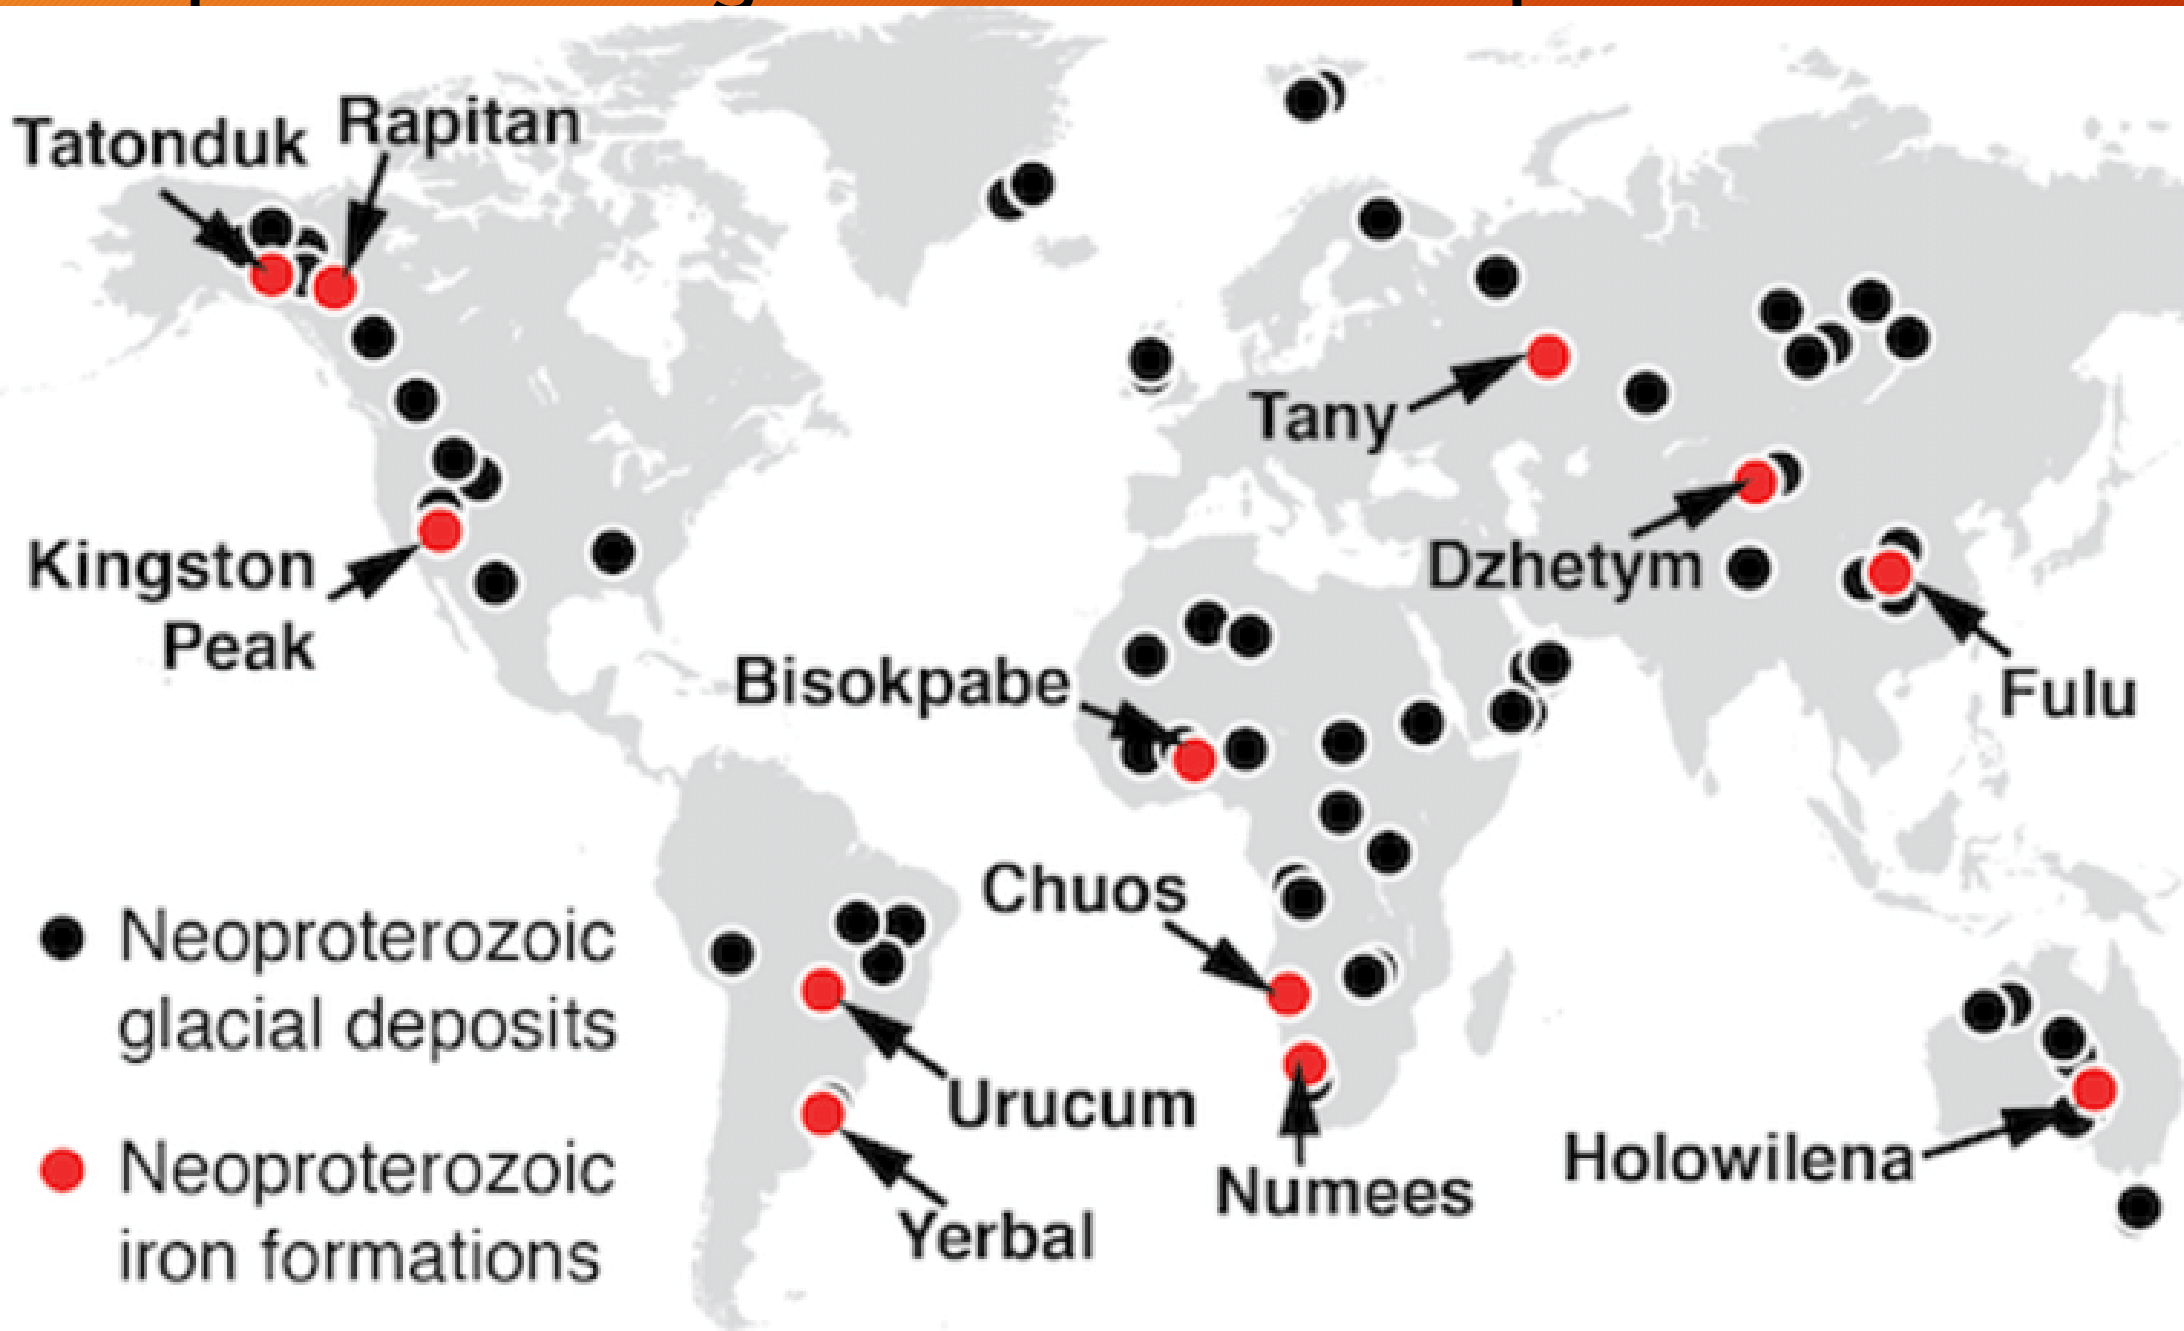 Tatonduk
Rapitan
Tany
Kingston
Peak
Dzhetym
Bisokpabe
Fulu
Chuos
Neoproterozoic
glacial deposits
Urucum
Neoproterozoic
iron formations
Yerbal
Numees
Holowilena